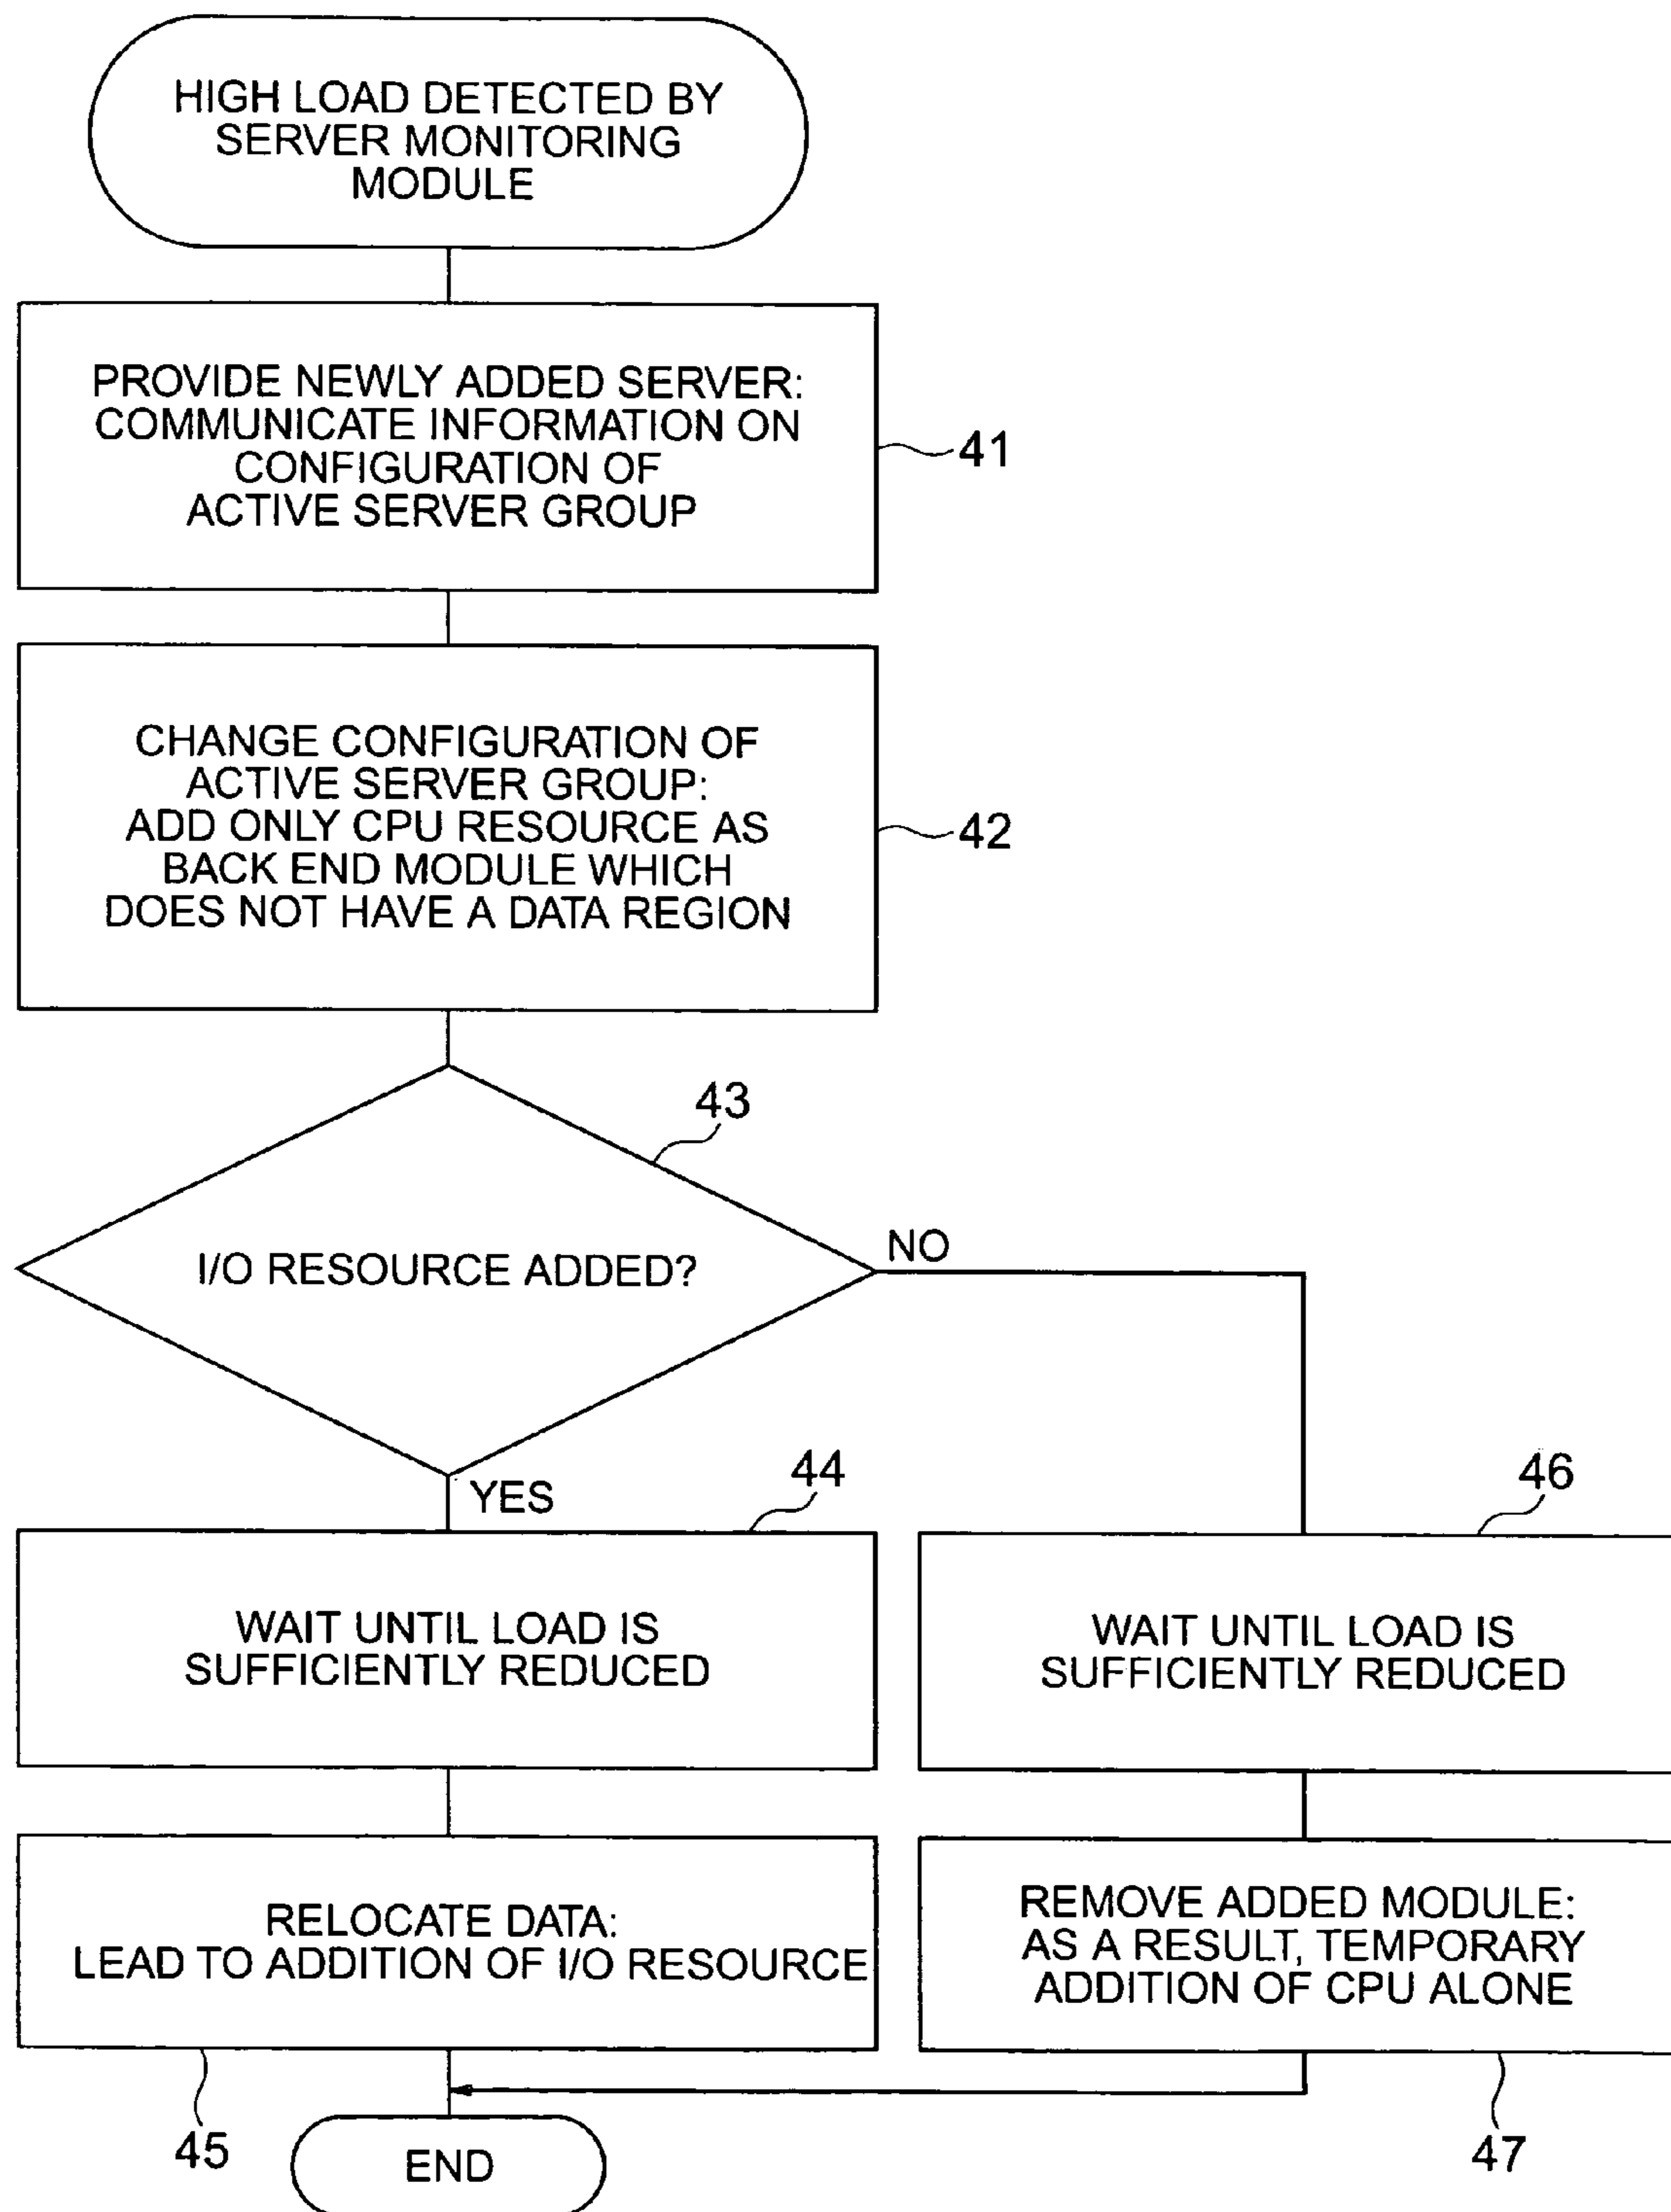 HIGH LOAD DETECTED BY
SERVER MONITORING
MODULE
PROVIDE NEWLY ADDED SERVER:
COMMUNICATE INFORMATION ON
CONFIGURATION OF
ACTIVE SERVER GROUP
41
CHANGE CONFIGURATION OF
ACTIVE SERVER GROUP:
ADD ONLY CPU RESOURCE AS
BACK END MODULE WHICH
DOES NOT HAVE A DATA REGION
42
43
I/O RESOURCE ADDED?
NO
YES
44
WAIT UNTIL LOAD IS
SUFFICIENTLY REDUCED
46
WAIT UNTIL LOAD IS
SUFFICIENTLY REDUCED
RELOCATE DATA:
LEAD TO ADDITION OF I/O RESOURCE
45
REMOVE ADDED MODULE:
AS A RESULT, TEMPORARY
ADDITION OF CPU ALONE
47
END